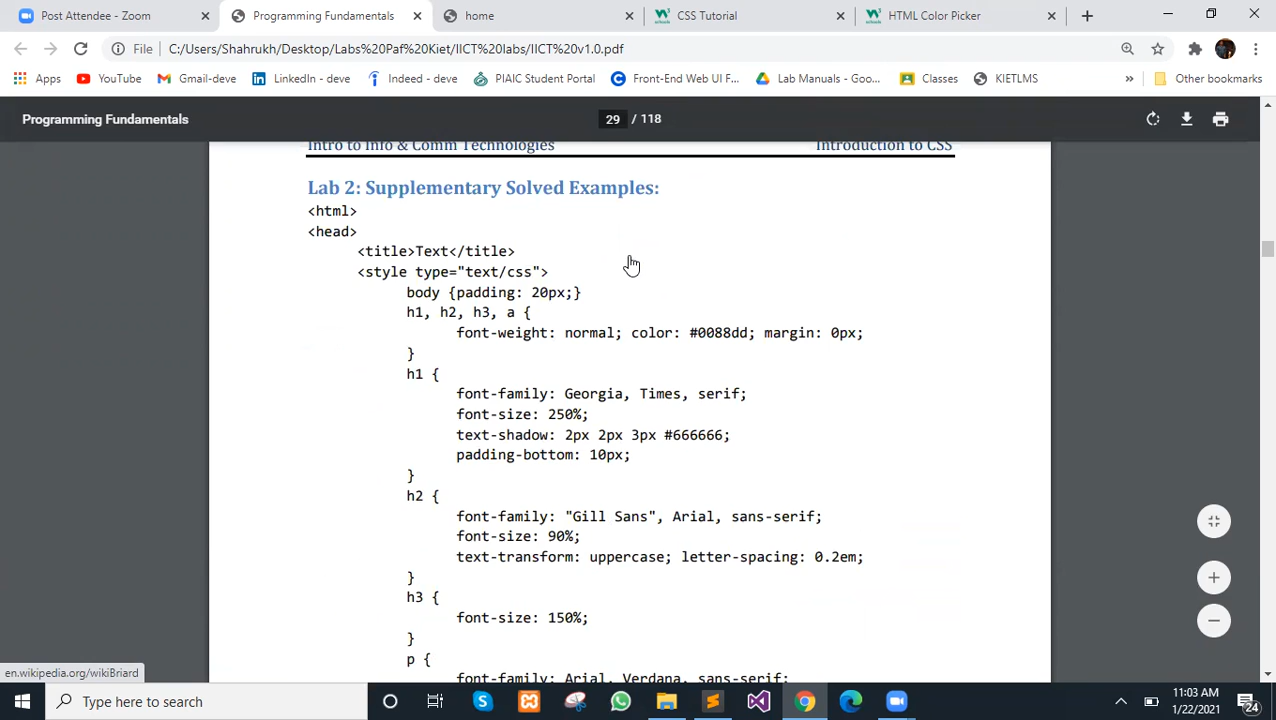 Post Attendee - Zoom
Programming Fundamentals
home
CSS Tutorial
HTML Color Picker
File
C:/Users/Shahrukh/Desktop/Labs%20Paf%20Kiet/IICT%20labs/IICT%20v1.0.pdf
Apps
YouTube
Gmail-deve
LinkedIn - deve
Indeed - deve
PIAIC Student Portal
Front-End Web UI F...
Lab Manuals - Goo...
Classes
KIETLMS
»
Other bookmarks
Programming Fundamentals
29 / 118
Intro to Info & Comm Technologies
Introduction to CSS
Lab 2: Supplementary Solved Examples:
<html>
<head>
<title>Text</title>
<style type="text/css">
body {padding: 20px;}
h1, h2, h3, a {
font-weight: normal; color: #0088dd; margin: 0px;
}
h1 {
font-family: Georgia, Times, serif;
font-size: 250%;
text-shadow: 2px 2px 3px #666666;
padding-bottom: 10px;
}
h2 {
font-family: "Gill Sans", Arial, sans-serif;
font-size: 90%;
text-transform: uppercase; letter-spacing: 0.2em;
}
h3 {
font-size: 150%;
}
p {
font-family: Arial, Verdana, sans-serif;
en.wikipedia.org/wikiBriard
Type here to search
11:03 AM
1/22/2021
24